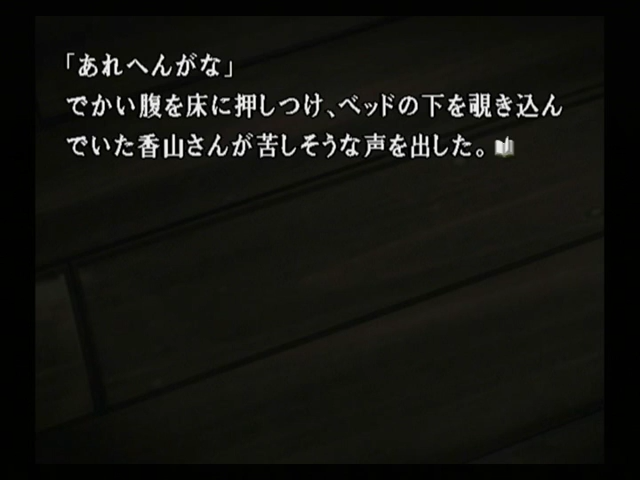 「あれへんがな」
でかい腹を床に押しつけ、ベッドの下を覗き込ん
でいた香山さんが苦しそうな声を出した。